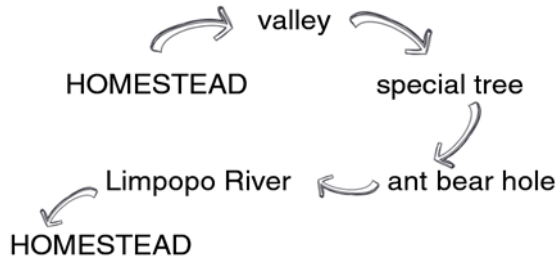 valley
HOMESTEAD
special tree
ant bear hole
Limpopo River
HOMESTEAD